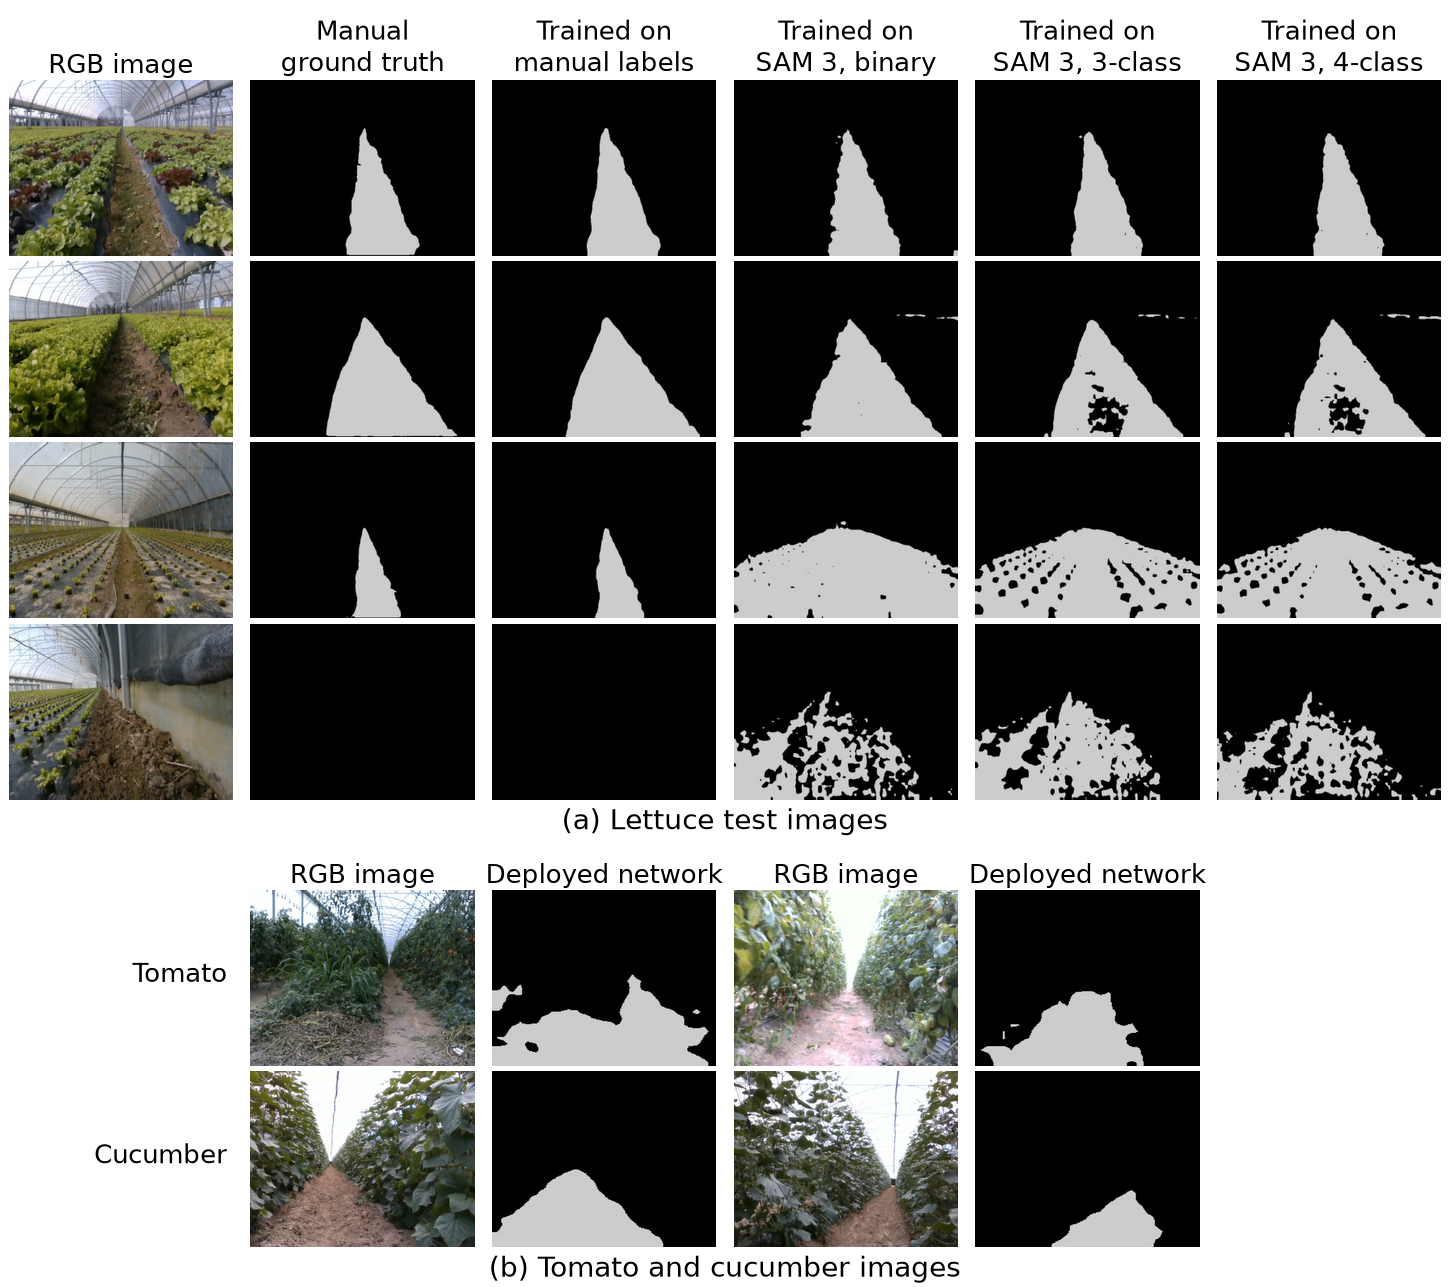 RGB image
Manual
ground truth
Trained on
manual labels
Trained on
SAM 3, binary
Trained on
SAM 3, 3-class
Trained on
SAM 3, 4-class
(a) Lettuce test images
RGB image
Deployed network
RGB image
Deployed network
Tomato
Cucumber
(b) Tomato and cucumber images